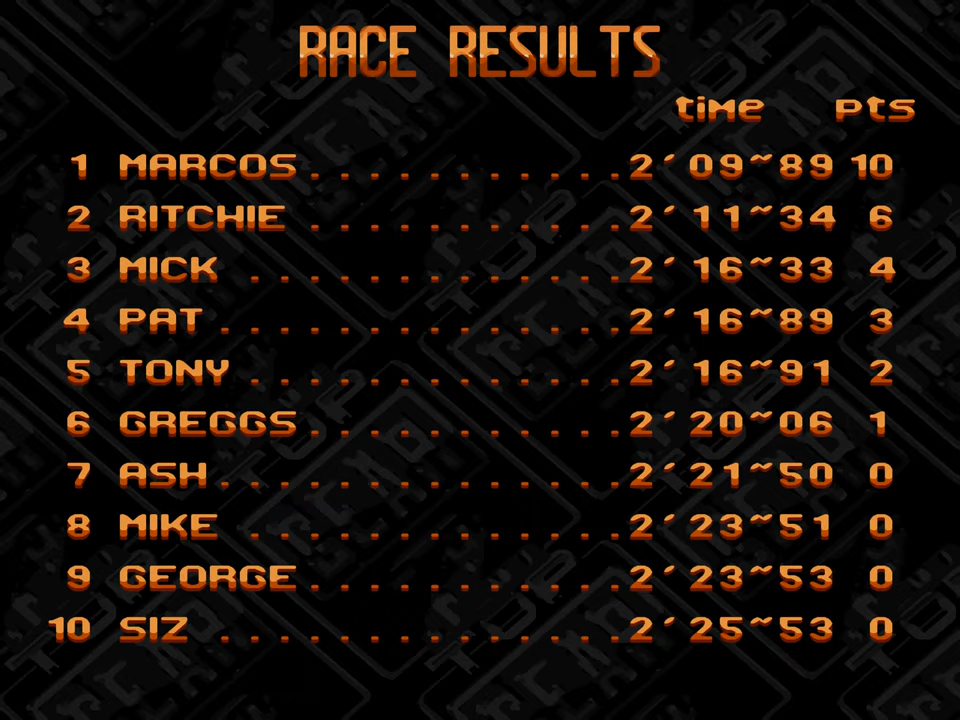 RACE RESULTS
time pts
1 MARCOS...........2´09~89 10
2 RITCHIE ...........2´11~34 6
3 MICK .............2´16~33 4
4 PAT..............2´16~89 3
5 TONY.............2´16~91 2
6 GREGGS...........2´20~06 1
7 ASH..............2´21~50 0
8 MIKE .............2´23~51 0
9 GEORGE...........2´23~53 0
10 SIZ ..............2´25~53 0